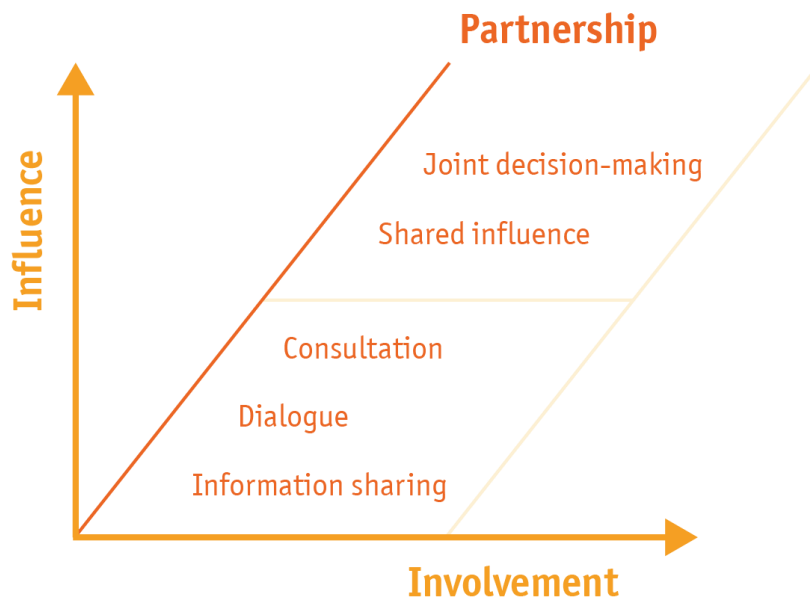 Partnership
Joint decision-making
Shared influence
Influence
Consultation
Dialogue
Information sharing
Involvement